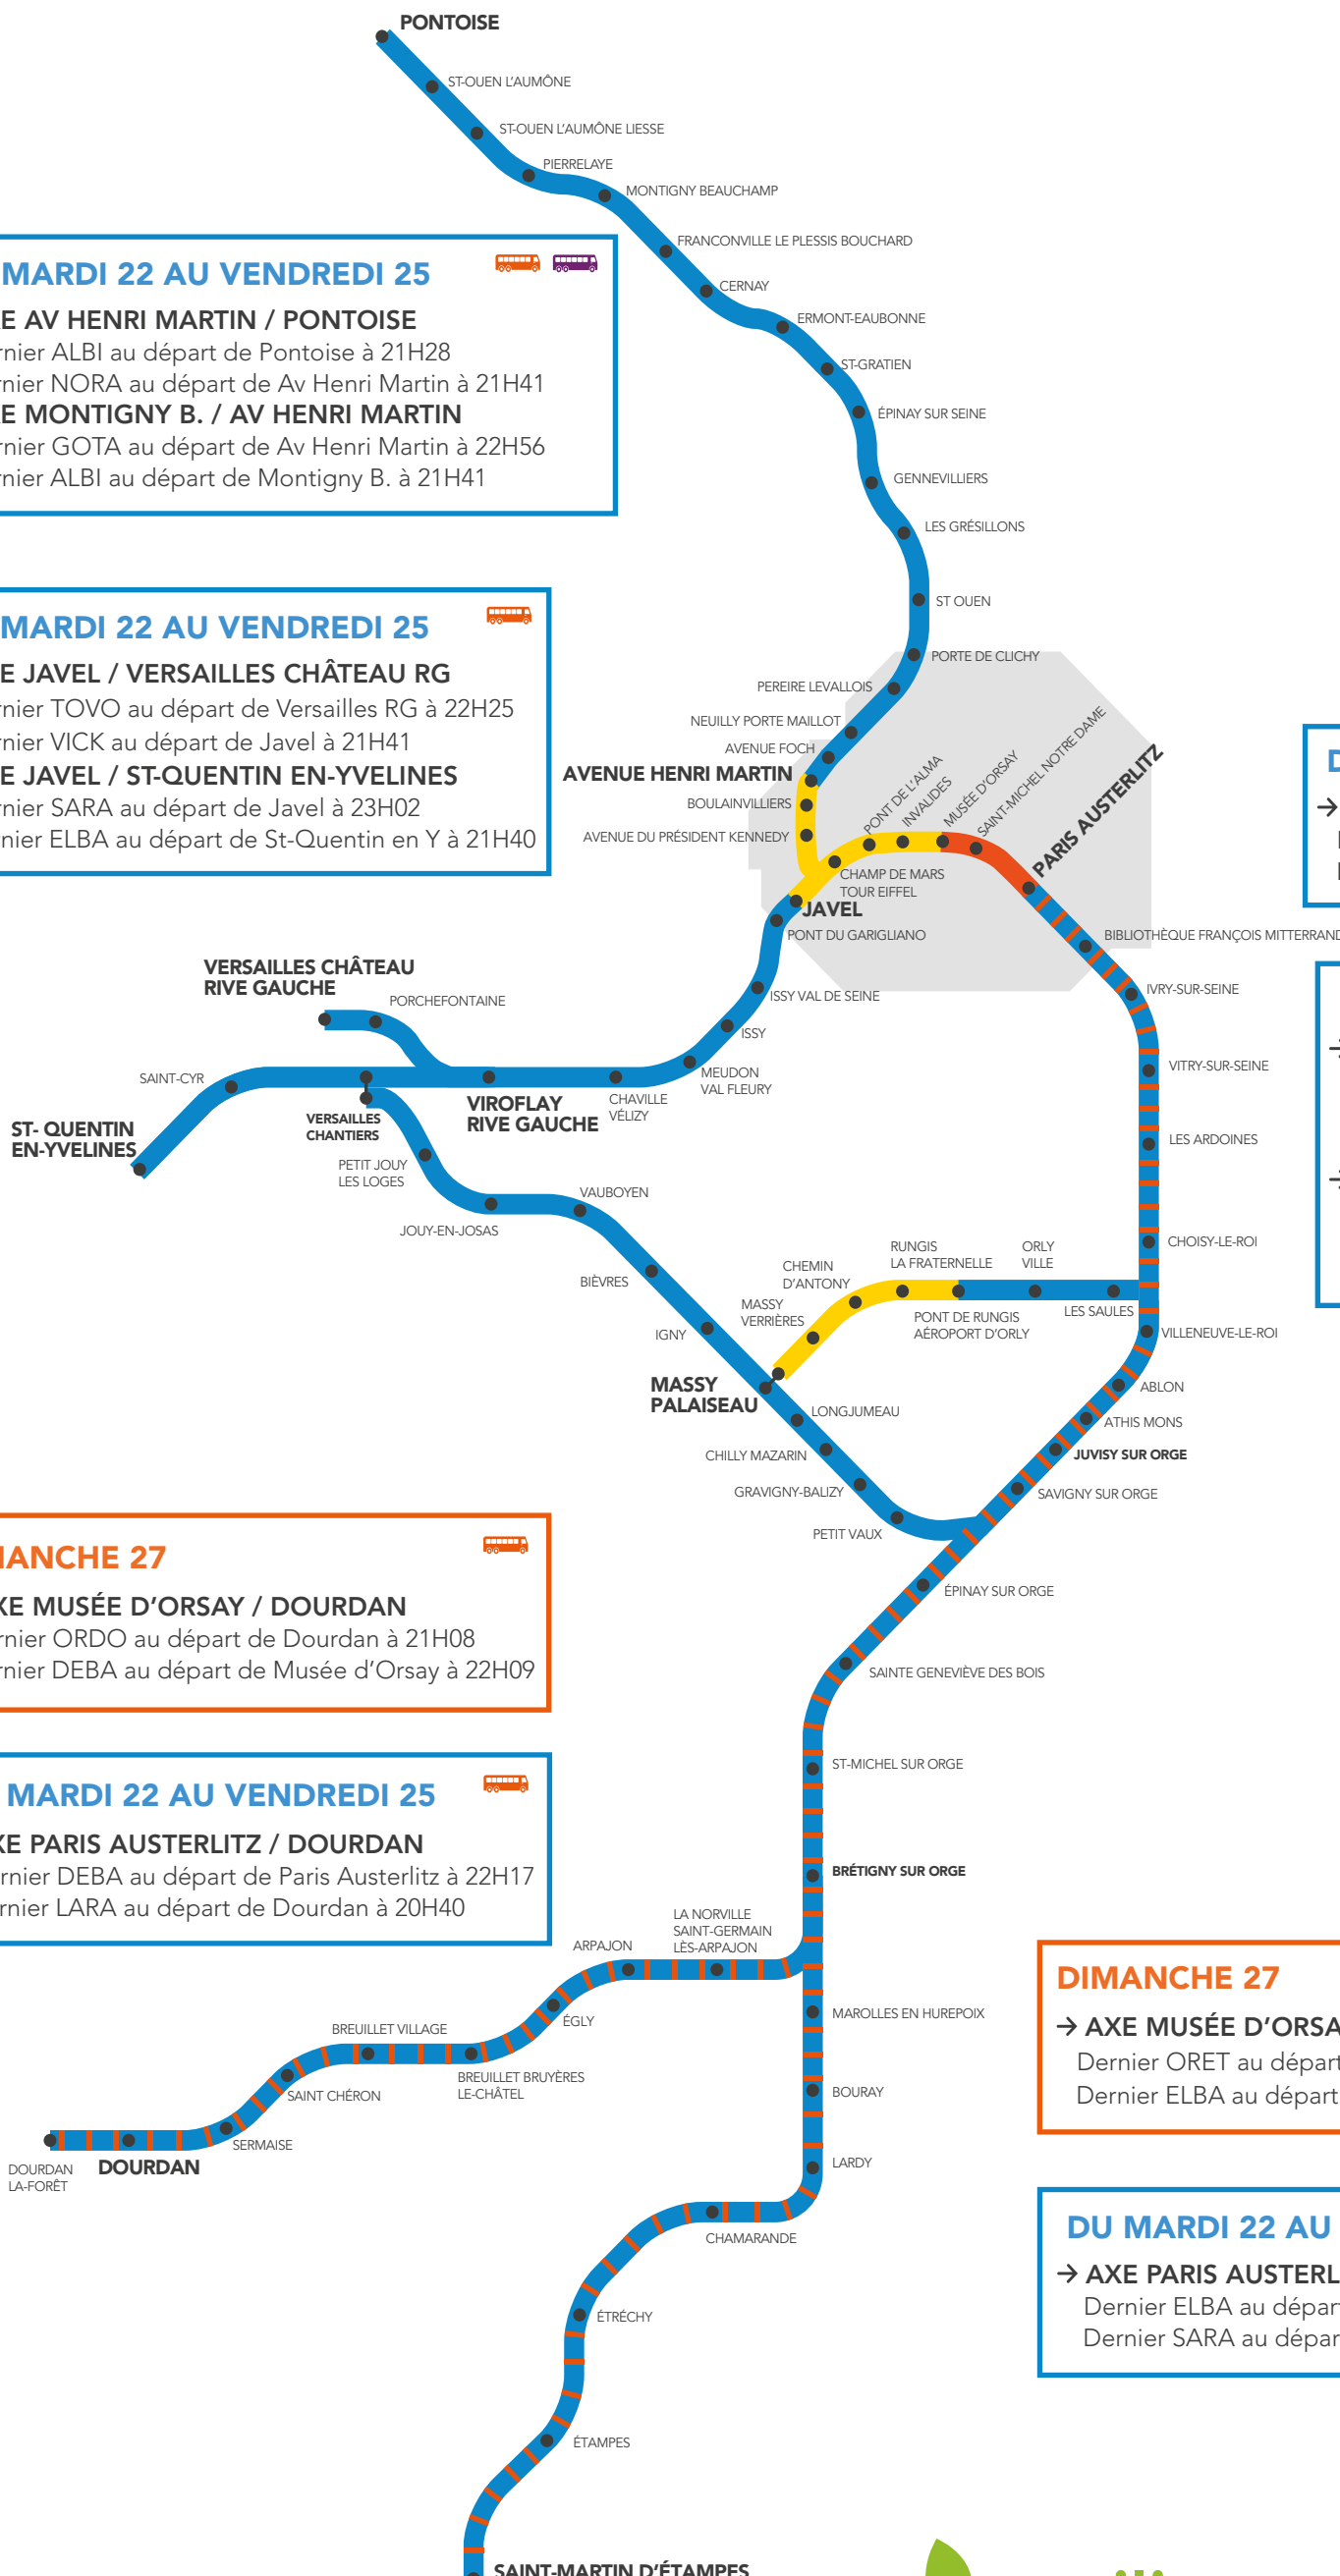 PONTOISE
ST-OUEN L'AUMÔNE
ST-OUEN L'AUMÔNE LIESSE
PIERRELAYE
MONTIGNY BEAUCHAMP
FRANCONVILLE LE PLESSIS BOUCHARD
CERNAY
ERMONT-EAUBONNE
ST-GRATIEN
ÉPINAY SUR SEINE
GENNEVILLIERS
LES GRÉSILLONS
ST OUEN
PORTE DE CLICHY
PEREIRE LEVALLOIS
NEUILLY PORTE MAILLOT
AVENUE FOCH
AVENUE HENRI MARTIN
BOULAINVILLIERS
AVENUE DU PRÉSIDENT KENNEDY
MARDI 22 AU VENDREDI 25
E AV HENRI MARTIN / PONTOISE
rnier ALBI au départ de Pontoise à 21H28
rnier NORA au départ de Av Henri Martin à 21H41
E MONTIGNY B. / AV HENRI MARTIN
rnier GOTA au départ de Av Henri Martin à 22H56
rnier ALBI au départ de Montigny B. à 21H41
MARDI 22 AU VENDREDI 25
E JAVEL / VERSAILLES CHÂTEAU RG
rnier TOVO au départ de Versailles RG à 22H25
rnier VICK au départ de Javel à 21H41
E JAVEL / ST-QUENTIN EN-YVELINES
rnier SARA au départ de Javel à 23H02
rnier ELBA au départ de St-Quentin en Y à 21H40
PONT DE L'ALMA
INVALIDES
MUSÉE D'ORSAY
SAINT-MICHEL NOTRE DAME
PARIS AUSTERLITZ
CHAMP DE MARS
TOUR EIFFEL
JAVEL
PONT DU GARIGLIANO
BIBLIOTHÈQUE FRANÇOIS MITTERRAND
D
→
→
→
ISSY VAL DE SEINE
ISSY
MEUDON
VAL FLEURY
CHAVILLE
VÉLIZY
VIROFLAY
RIVE GAUCHE
VERSAILLES CHÂTEAU
RIVE GAUCHE
PORCHEFONTAINE
SAINT-CYR
ST- QUENTIN
EN-YVELINES
VERSAILLES
CHANTIERS
PETIT JOUY
LES LOGES
JOUY-EN-JOSAS
VAUBOYEN
BIÈVRES
IGNY
MASSY
PALAISEAU
IVRY-SUR-SEINE
VITRY-SUR-SEINE
LES ARDOINES
CHOISY-LE-ROI
MASSY
VERRIÈRES
CHEMIN
D'ANTONY
RUNGIS
LA FRATERNELLE
PONT DE RUNGIS
AÉROPORT D'ORLY
ORLY
VILLE
LES SAULES
VILLENEUVE-LE-ROI
ABLON
ATHIS MONS
JUVISY SUR ORGE
SAVIGNY SUR ORGE
LONGJUMEAU
CHILLY MAZARIN
GRAVIGNY-BALIZY
PETIT VAUX
ÉPINAY SUR ORGE
SAINTE GENEVIÈVE DES BOIS
ST-MICHEL SUR ORGE
BRÉTIGNY SUR ORGE
MANCHE 27
XE MUSÉE D'ORSAY / DOURDAN
rnier ORDO au départ de Dourdan à 21H08
rnier DEBA au départ de Musée d'Orsay à 22H09
MARDI 22 AU VENDREDI 25
XE PARIS AUSTERLITZ / DOURDAN
rnier DEBA au départ de Paris Austerlitz à 22H17
rnier LARA au départ de Dourdan à 20H40
LA NORVILLE
SAINT-GERMAIN
LÈS-ARPAJON
ARPAJON
ÉGLY
BREUILLET BRUYÈRES
LE-CHÂTEL
BREUILLET VILLAGE
SAINT CHÉRON
SERMAISE
DOURDAN
DOURDAN
LA-FORÊT
MAROLLES EN HUREPOIX
BOURAY
LARDY
CHAMARANDE
ÉTRÉCHY
ÉTAMPES
SAINT-MARTIN D'ÉTAMPES
DIMANCHE 27
→ AXE MUSÉE D'ORSA
Dernier ORET au départ
Dernier ELBA au départ
DU MARDI 22 AU
→ AXE PARIS AUSTERL
Dernier ELBA au dépar
Dernier SARA au dépar